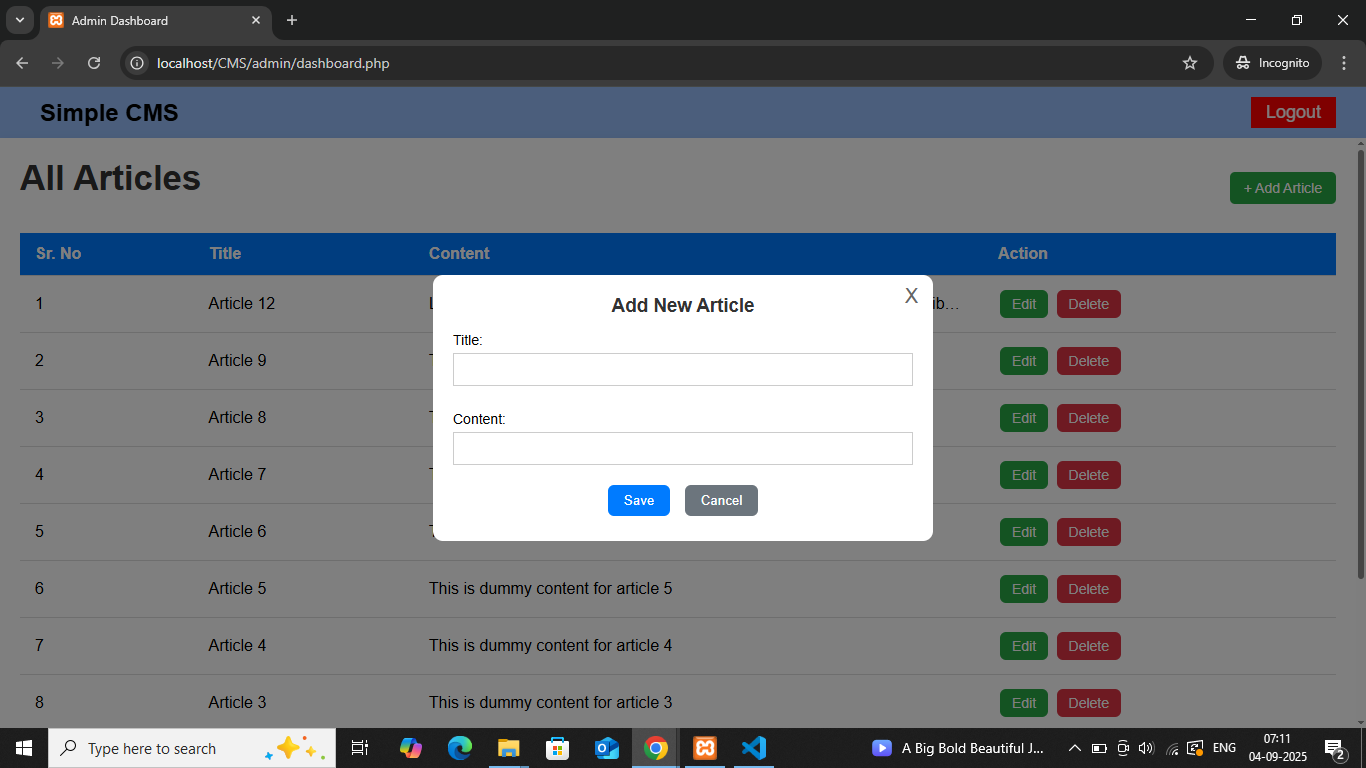 Admin Dashboard
localhost/CMS/admin/dashboard.php
Incognito
Simple CMS
Logout
All Articles
+ Add Article
Sr. No Title Content Action
1 Article 12 ib... Edit Delete
2 Article 9 Edit Delete
3 Article 8 Edit Delete
4 Article 7 Edit Delete
5 Article 6 Edit Delete
6 Article 5 This is dummy content for article 5 Edit Delete
7 Article 4 This is dummy content for article 4 Edit Delete
8 Article 3 This is dummy content for article 3 Edit Delete
Add New Article
X
Title:
Content:
Save Cancel
Type here to search
A Big Bold Beautiful J...
ENG
07:11
04-09-2025
2